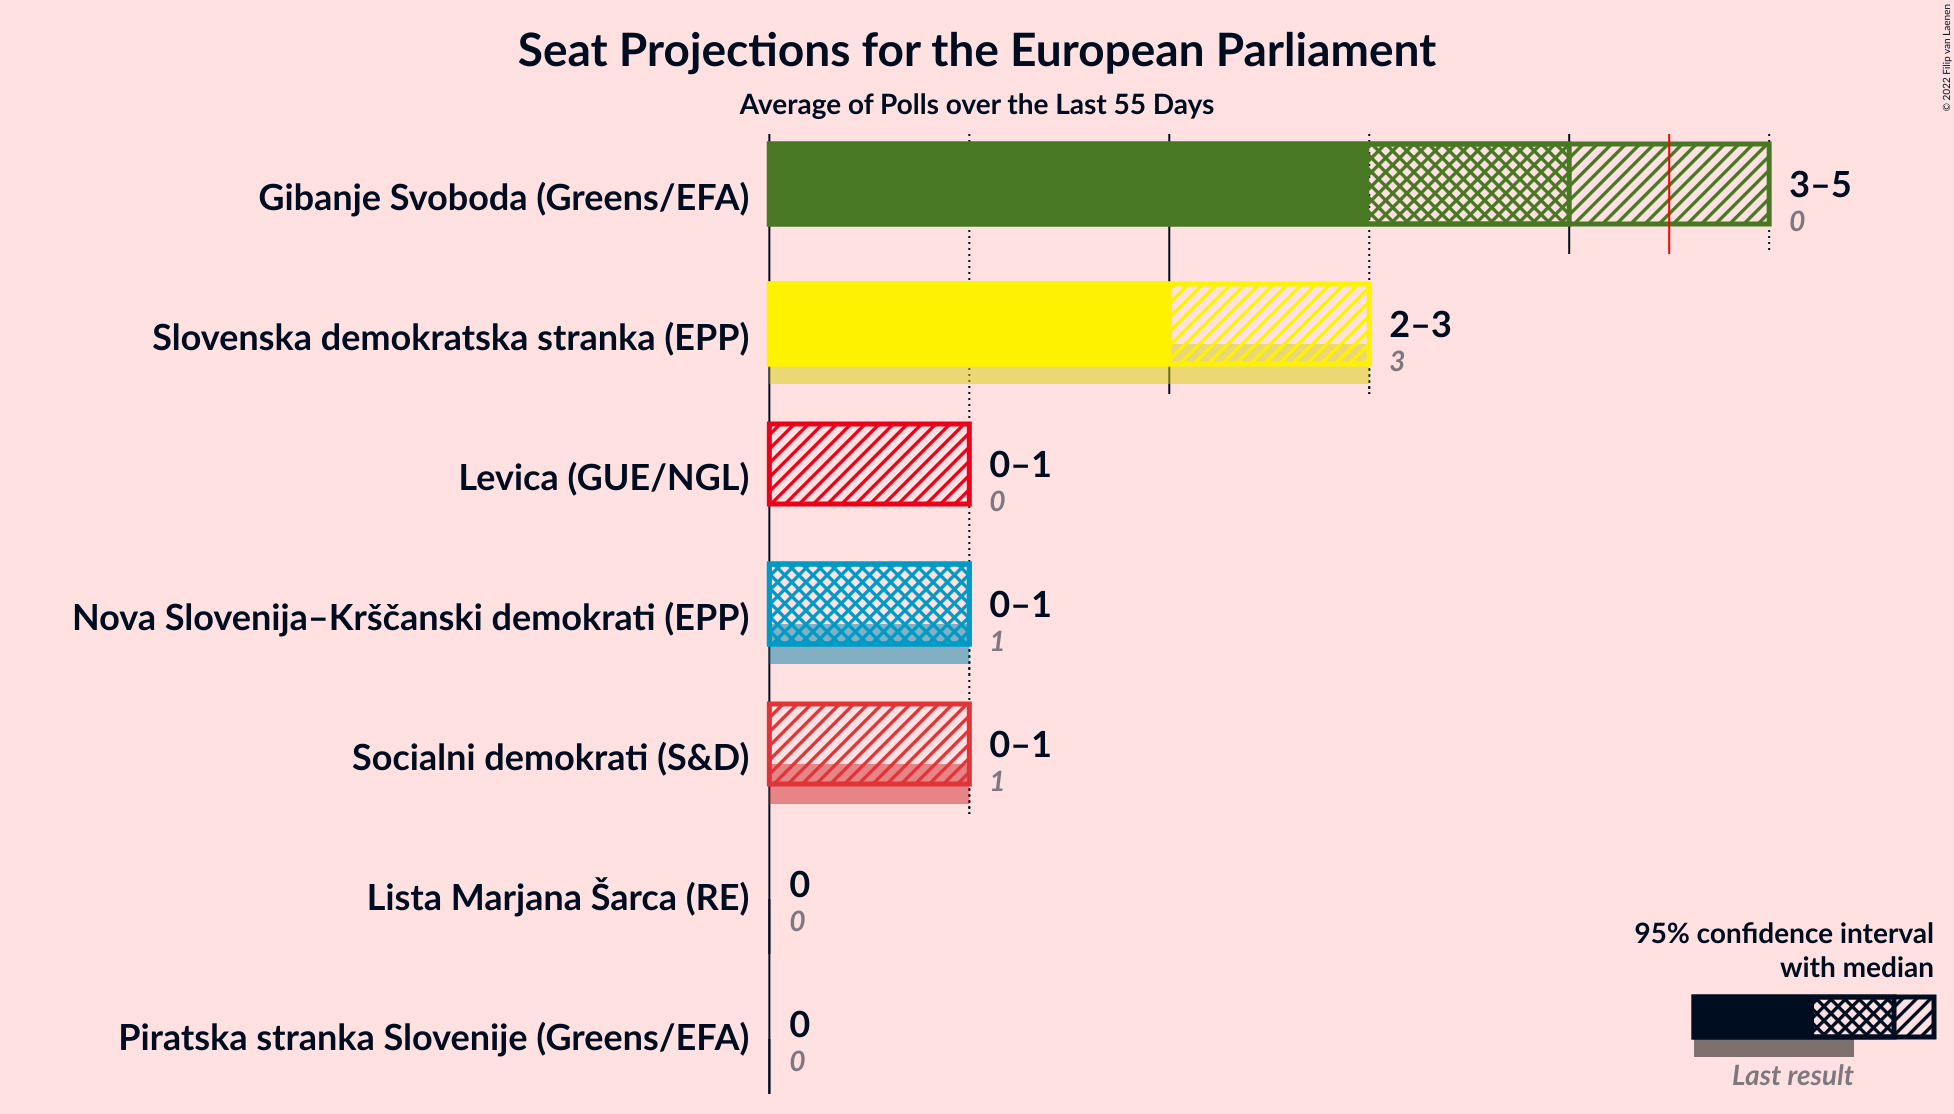 Seat Projections for the European Parliament
Average of Polls over the Last 55 Days
© 2022 Filip van Laenen
Gibanje Svoboda (Greens/EFA)
3–5
0
Slovenska demokratska stranka (EPP)
2–3
3
Levica (GUE/NGL)
0–1
0
Nova Slovenija–Krščanski demokrati (EPP)
0–1
1
Socialni demokrati (S&D)
0–1
1
Lista Marjana Šarca (RE)
0
0
Piratska stranka Slovenije (Greens/EFA)
0
0
95% confidence interval
with median
Last result